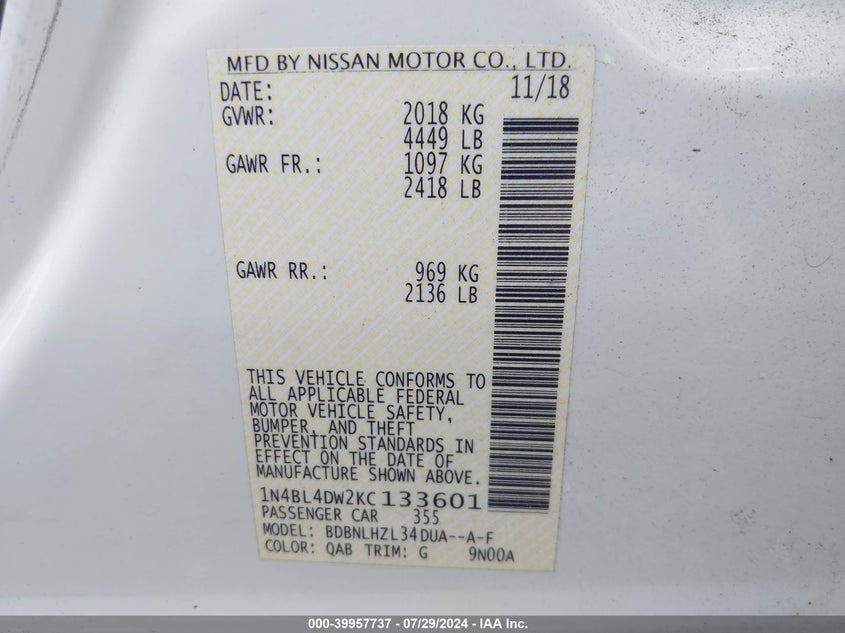 MFD BY NISSAN MOTOR CO., LTD.
DATE: 11/18
GVWR: 2018 KG
4449 LB
GAWR FR.: 1097 KG
2418 LB
GAWR RR.: 969 KG
2136 LB
THIS VEHICLE CONFORMS TO
ALL APPLICABLE FEDERAL
MOTOR VEHICLE SAFETY,
BUMPER, AND THEFT
PREVENTION STANDARDS IN
EFFECT ON THE DATE OF
MANUFACTURE SHOWN ABOVE.
1N4BL4DW2KC133601
PASSENGER CAR 355
MODEL: BDBNLHZL34DUA--A-F
COLOR: QAB TRIM: G 9N00A
000-39957737 - 07/29/2024 - IAA Inc.